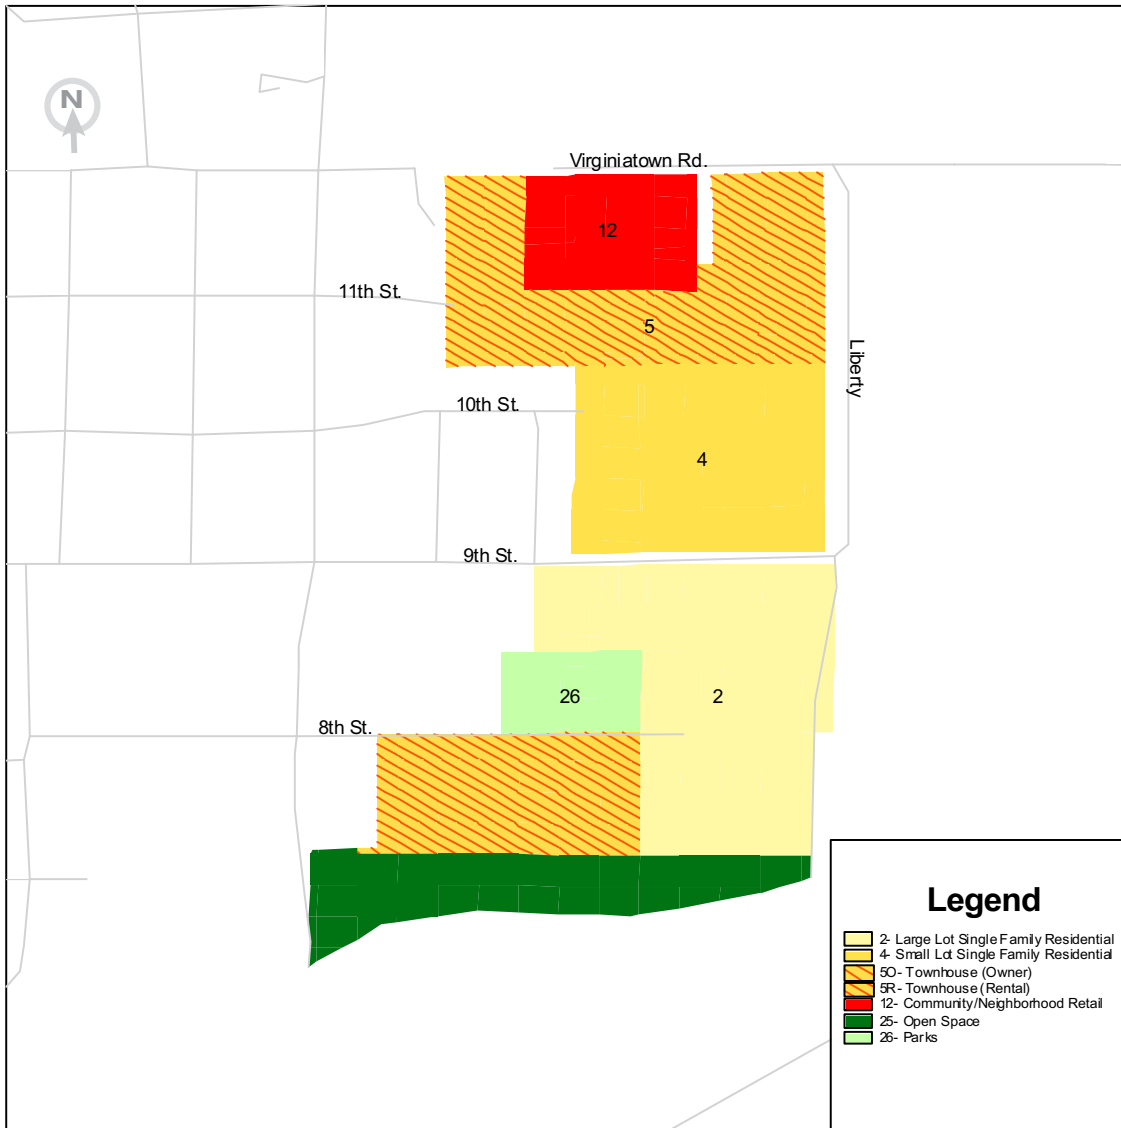 N
Virginiatown Rd.
12
11th St.
5
Liberty
10th St.
4
9th St.
26
2
8th St.
Legend
2- Large Lot Single Family Residential
4- Small Lot Single Family Residential
5O- Townhouse (Owner)
5R- Townhouse (Rental)
12- Community/Neighborhood Retail
25- Open Space
26- Parks